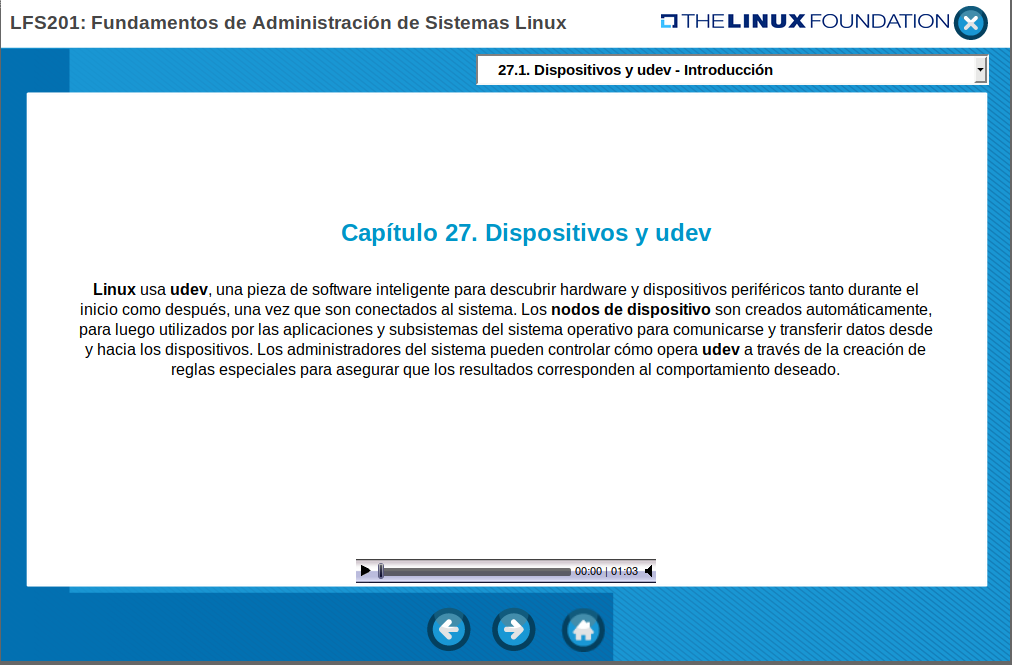 LFS201: Fundamentos de Administración de Sistemas Linux
THE LINUX FOUNDATION
27.1. Dispositivos y udev - Introducción
Capítulo 27. Dispositivos y udev
Linux usa udev, una pieza de software inteligente para descubrir hardware y dispositivos periféricos tanto durante el
inicio como después, una vez que son conectados al sistema. Los nodos de dispositivo son creados automáticamente,
para luego utilizados por las aplicaciones y subsistemas del sistema operativo para comunicarse y transferir datos desde
y hacia los dispositivos. Los administradores del sistema pueden controlar cómo opera udev a través de la creación de
reglas especiales para asegurar que los resultados corresponden al comportamiento deseado.
00:00 | 01:03